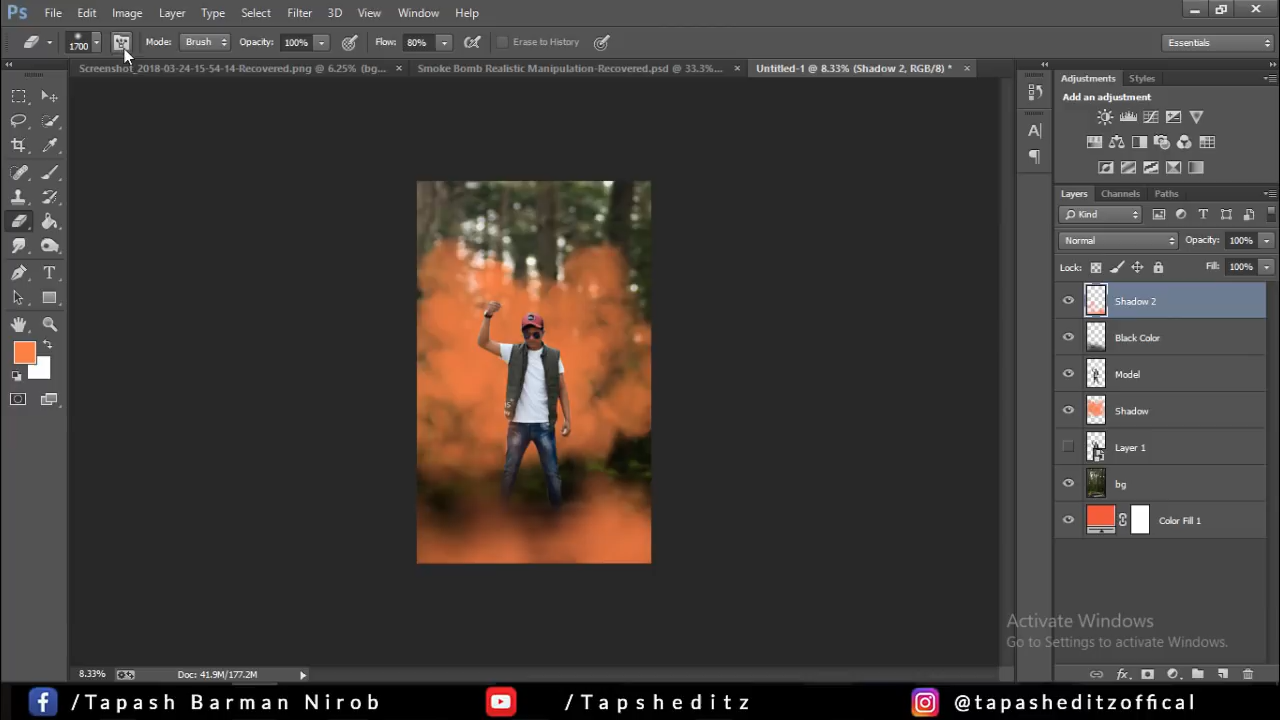 Ps File Edit Image Layer Type Select Filter 3D View Window Help
1700 Mode: Brush Opacity: 100% Flow: 80% Erase to History Essentials
Screenshot_2018-03-24-15-54-14-Recovered.png @ 6.25% (bg... × Smoke Bomb Realistic Manipulation-Recovered.psd @ 33.3%... × Untitled-1 @ 8.33% (Shadow 2, RGB/8) * ×
Adjustments Styles
Add an adjustment
Layers Channels Paths
Kind
Normal Opacity: 100%
Lock: Fill: 100%
Shadow 2
Black Color
Model
Shadow
Layer 1
bg
Color Fill 1
Activate Windows
Go to Settings to activate Windows.
8.33% Doc: 41.9M/177.2M
/Tapash Barman Nirob /Tapsheditz @tapasheditzoffical